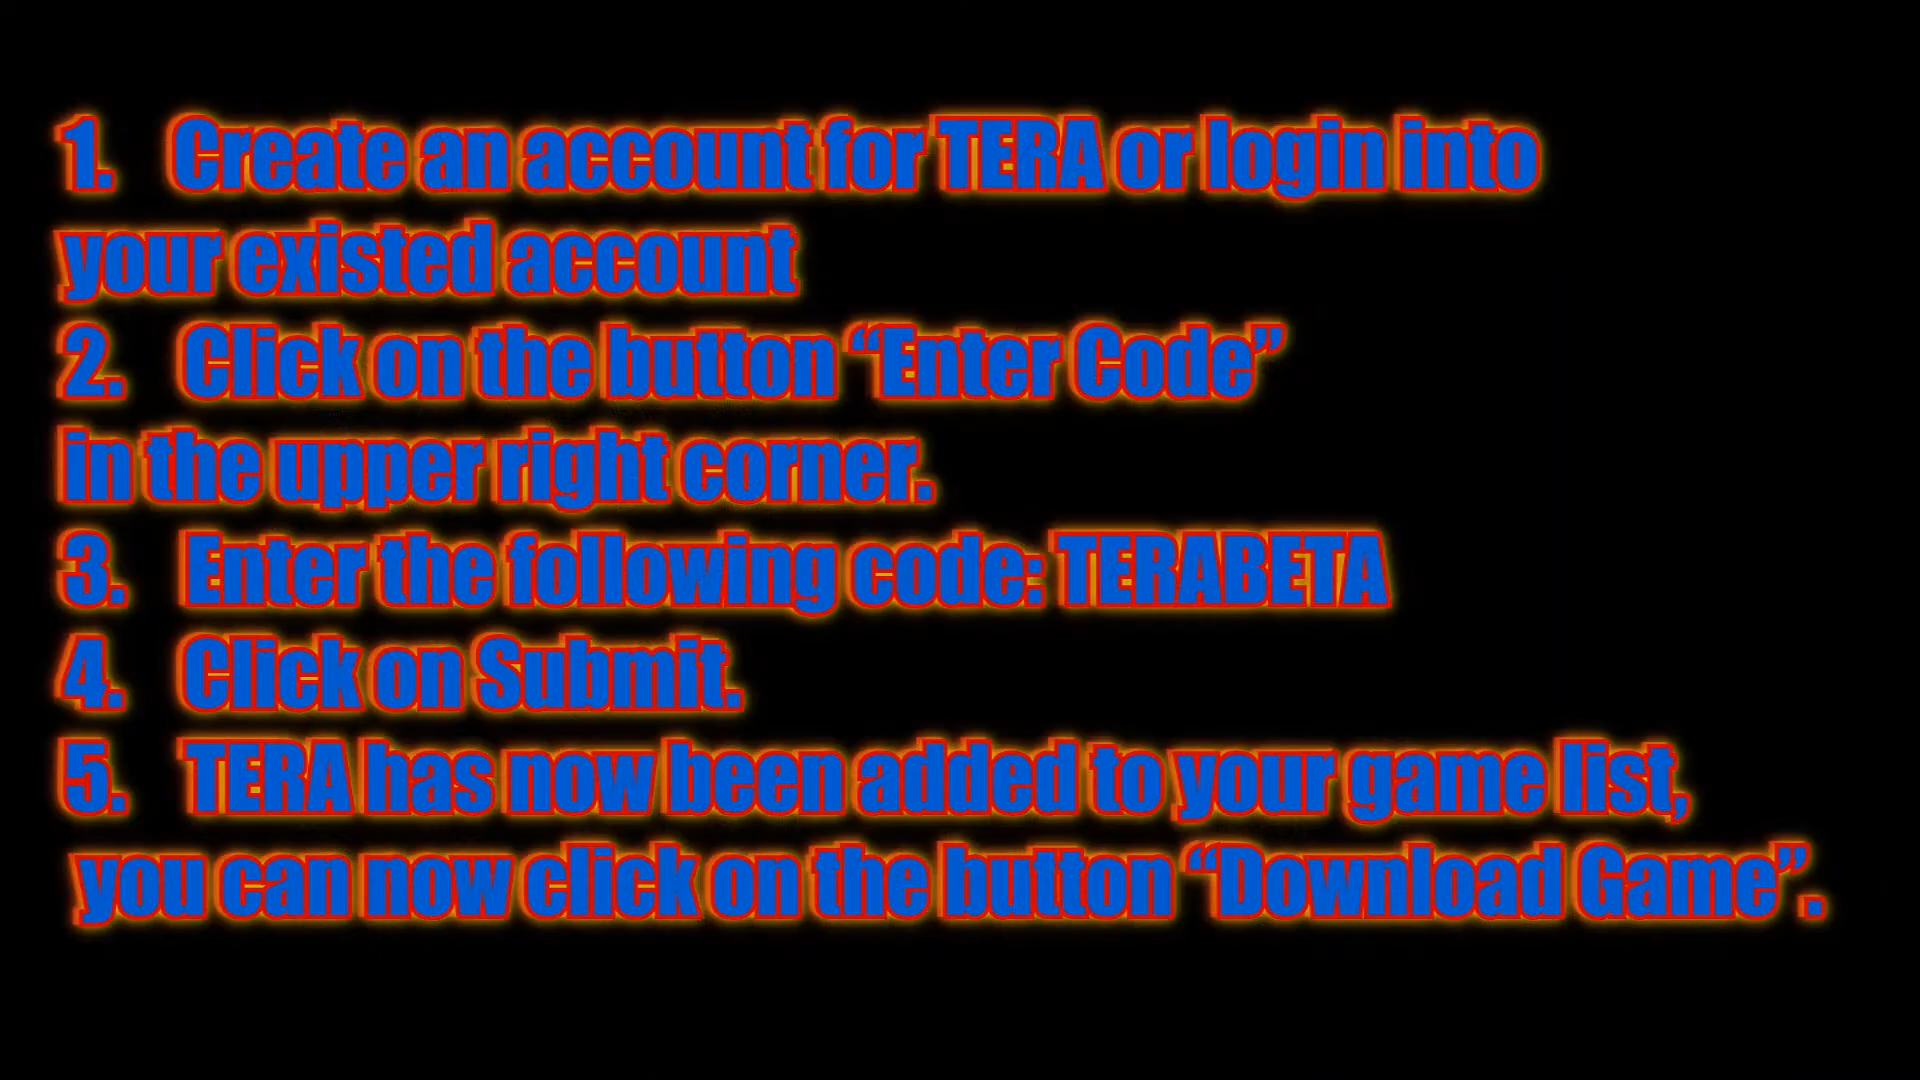 1. Create an account for TERA or login into
your existed account
2. Click on the button “Enter Code”
in the upper right corner.
3. Enter the following code: TERABETA
4. Click on Submit.
5. TERA has now been added to your game list,
you can now click on the button “Download Game”.